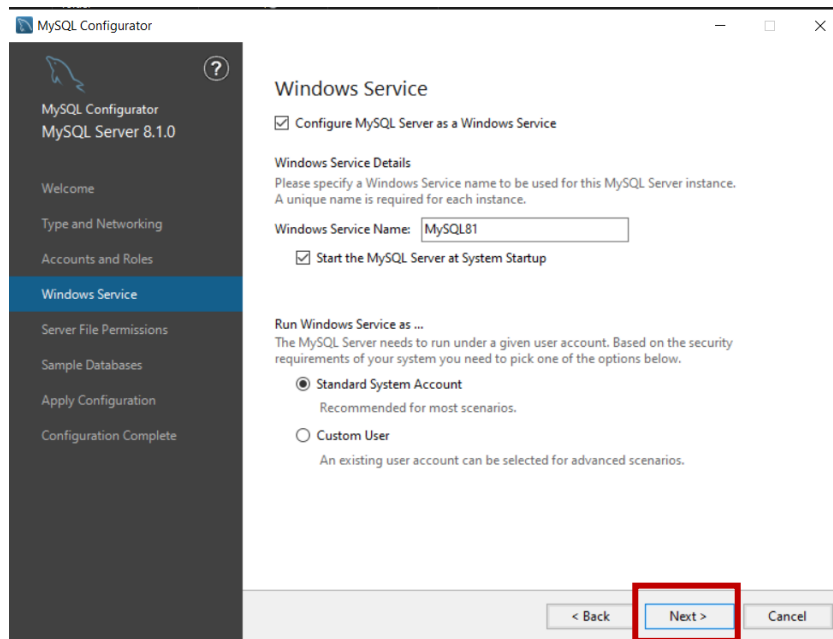 MySQL Configurator
?
MySQL Configurator
MySQL Server 8.1.0
Welcome
Type and Networking
Accounts and Roles
Windows Service
Server File Permissions
Sample Databases
Apply Configuration
Configuration Complete
Windows Service
Configure MySQL Server as a Windows Service
Windows Service Details
Please specify a Windows Service name to be used for this MySQL Server instance.
A unique name is required for each instance.
Windows Service Name: MySQL81
Start the MySQL Server at System Startup
Run Windows Service as ...
The MySQL Server needs to run under a given user account. Based on the security
requirements of your system you need to pick one of the options below.
Standard System Account
Recommended for most scenarios.
Custom User
An existing user account can be selected for advanced scenarios.
< Back Next > Cancel